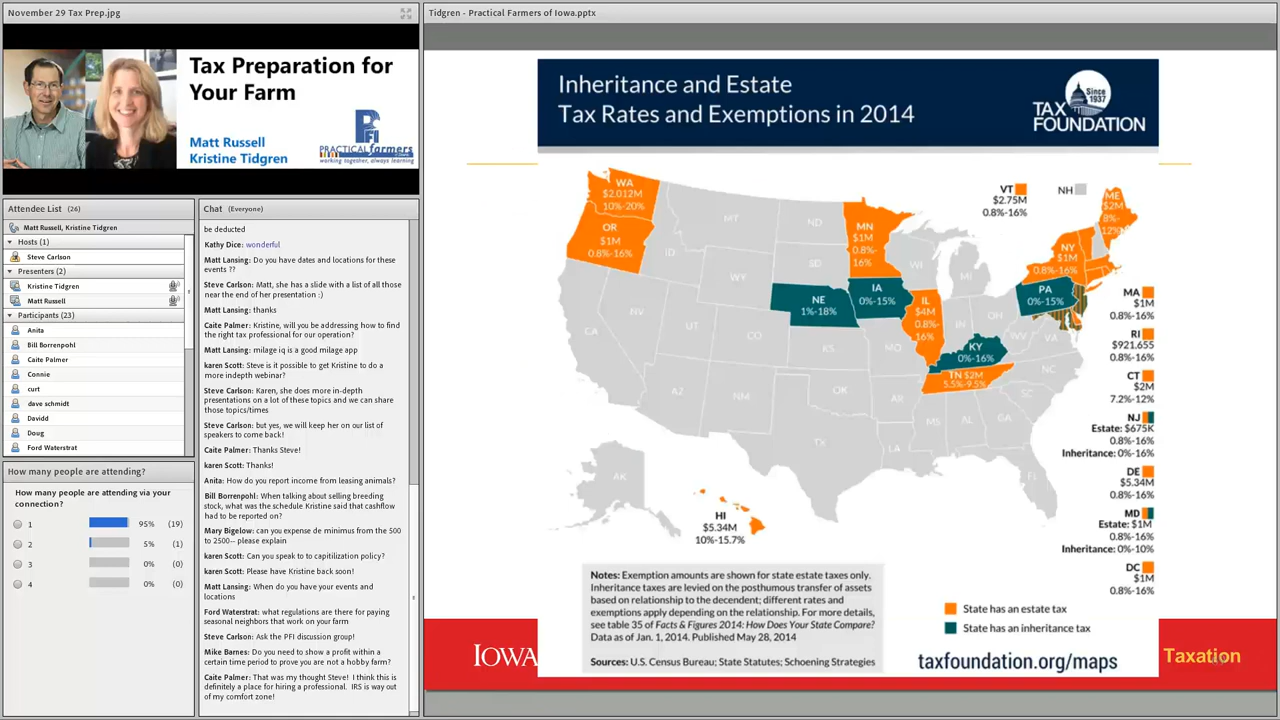 November 29 Tax Prep.jpg
Tax Preparation for
Your Farm
Matt Russell
Kristine Tidgren
PFI
PRACTICAL farmers
working together, always learning
Attendee List (26)
Matt Russell, Kristine Tidgren
Hosts (1)
Steve Carlson
Presenters (2)
Kristine Tidgren
Matt Russell
Participants (23)
Anita
Bill Borrenpohl
Caite Palmer
Connie
curt
dave schmidt
Davidd
Doug
Ford Waterstrat
How many people are attending?
How many people are attending via your
connection?
1 95% (19)
2 5% (1)
3 0% (0)
4 0% (0)
Chat (Everyone)
be deducted
Kathy Dice: wonderful
Matt Lansing: Do you have dates and locations for these
events ??
Steve Carlson: Matt, she has a slide with a list of all those
near the end of her presentation :)
Matt Lansing: thanks
Caite Palmer: Kristine, will you be addressing how to find
the right tax professional for our operation?
Matt Lansing: milage iq is a good milage app
karen Scott: Steve is it possible to get Kristine to do a
more indepth webinar?
Steve Carlson: Karen, she does more in-depth
presentations on a lot of these topics and we can share
those topics/times
Steve Carlson: but yes, we will keep her on our list of
speakers to come back!
Caite Palmer: Thanks Steve!
karen Scott: Thanks!
Anita: How do you report income from leasing animals?
Bill Borrenpohl: When talking about selling breeding
stock, what was the schedule Kristine said that cashflow
had to be reported on?
Mary Bigelow: can you expense de minimus from the 500
to 2500-- please explain
karen Scott: Can you speak to to capitilization policy?
karen Scott: Please have Kristine back soon!
Matt Lansing: When do you have your events and
locations
Ford Waterstrat: what regulations are there for paying
seasonal neighbors that work on your farm
Steve Carlson: Ask the PFI discussion group!
Mike Barnes: Do you need to show a profit within a
certain time period to prove you are not a hobby farm?
Caite Palmer: That was my thought Steve! I think this is
definitely a place for hiring a professional. IRS is way out
of my comfort zone!
Tidgren - Practical Farmers of Iowa.pptx
Inheritance and Estate
Tax Rates and Exemptions in 2014
Since
1937
TAX
FOUNDATION
WA
$2.012M
10%-20%
OR
$1M
0.8%-16%
ID
MT
ND
SD
WY
CA
NV
UT
CO
AZ
NM
KS
OK
TX
MN
$1M
0.8%-
16%
NE
1%-18%
IA
0%-15%
WI
MI
IL
$4M
0.8%-
16%
IN
OH
MO
KY
0%-16%
TN $2M
5.5%-9.5%
WV
VA
NC
SC
AR
MS
AL
GA
LA
FL
PA
0%-15%
NY
$1M
0.8%-16%
ME
$2M
8%-
12%
VT
$2.75M
0.8%-16%
NH
MA
$1M
0.8%-16%
RI
$921,655
0.8%-16%
CT
$2M
7.2%-12%
NJ
Estate: $675K
0.8%-16%
Inheritance: 0%-16%
DE
$5.34M
0.8%-16%
MD
Estate: $1M
0.8%-16%
Inheritance: 0%-10%
DC
$1M
0.8%-16%
AK
HI
$5.34M
10%-15.7%
Notes: Exemption amounts are shown for state estate taxes only.
Inheritance taxes are levied on the posthumous transfer of assets
based on relationship to the decendent; different rates and
exemptions apply depending on the relationship. For more details,
see table 35 of Facts & Figures 2014: How Does Your State Compare?
Data as of Jan. 1, 2014. Published May 28, 2014
Sources: U.S. Census Bureau; State Statutes; Schoening Strategies
State has an estate tax
State has an inheritance tax
taxfoundation.org/maps
IOWA
Taxation